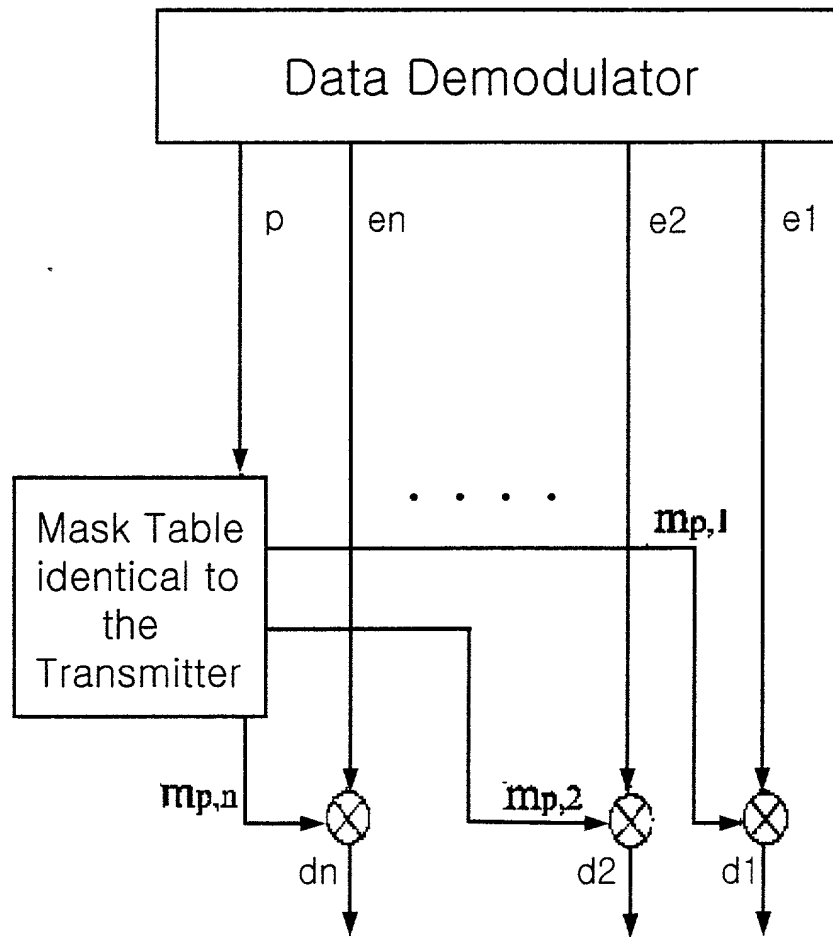 Data Demodulator
p en e2 e1
. . . .
mp,1
Mask Table
identical to
the
Transmitter
mp,n mp,2
dn d2 d1